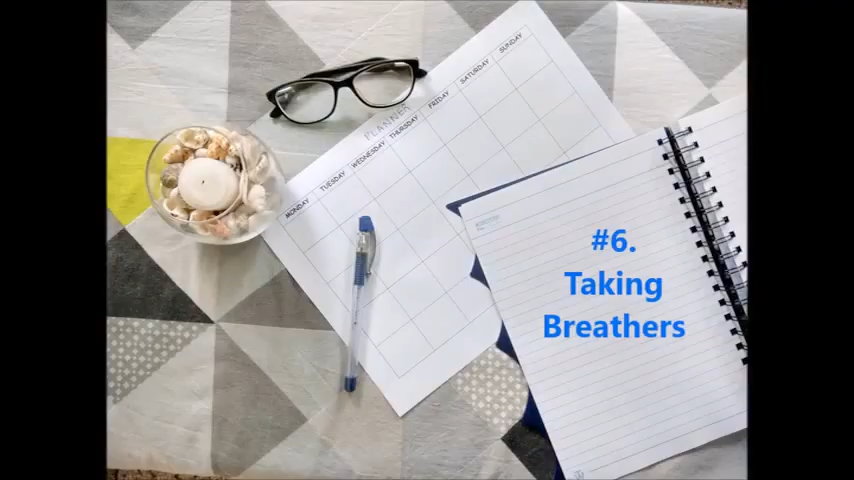 PLANNER
MONDAY TUESDAY WEDNESDAY THURSDAY FRIDAY SATURDAY SUNDAY
#6.
Taking
Breathers